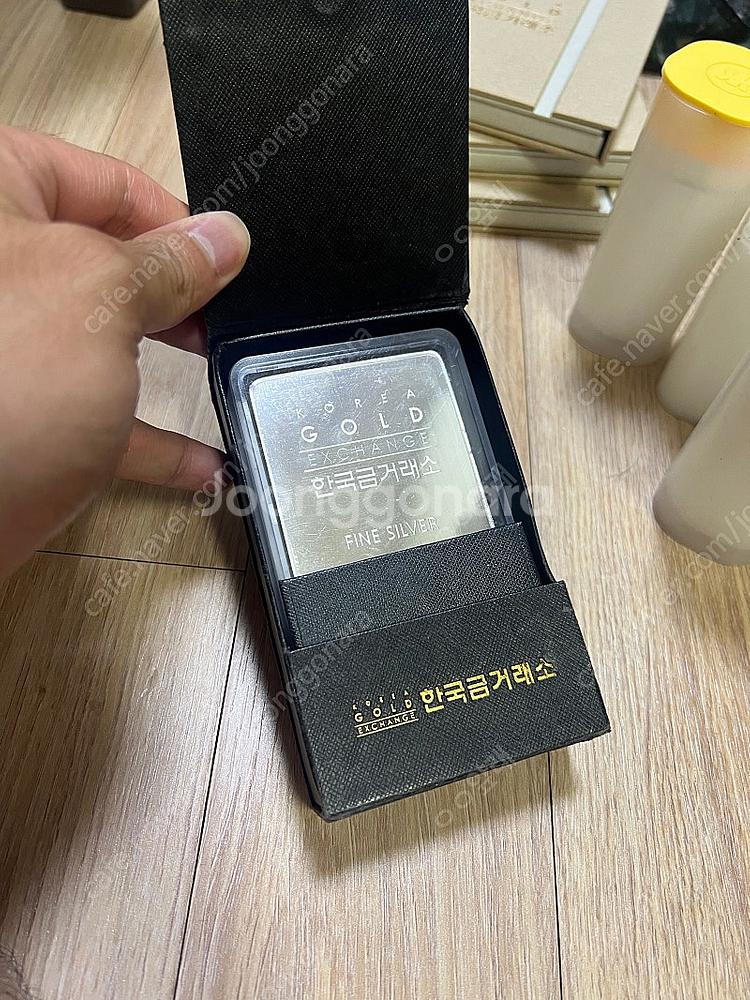 KOREA
GOLD
EXCHANGE
한국금거래소
FINE SILVER
Joonggonara
KOREA
GOLD
EXCHANGE
한국금거래소
cafe.naver.com/joonggonara